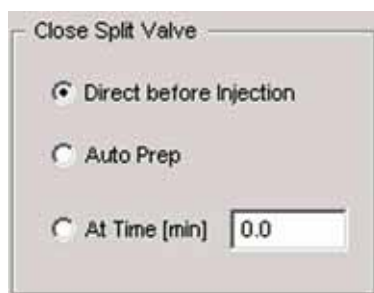 Close Split Valve
Direct before Injection
Auto Prep
At Time [min] 0.0